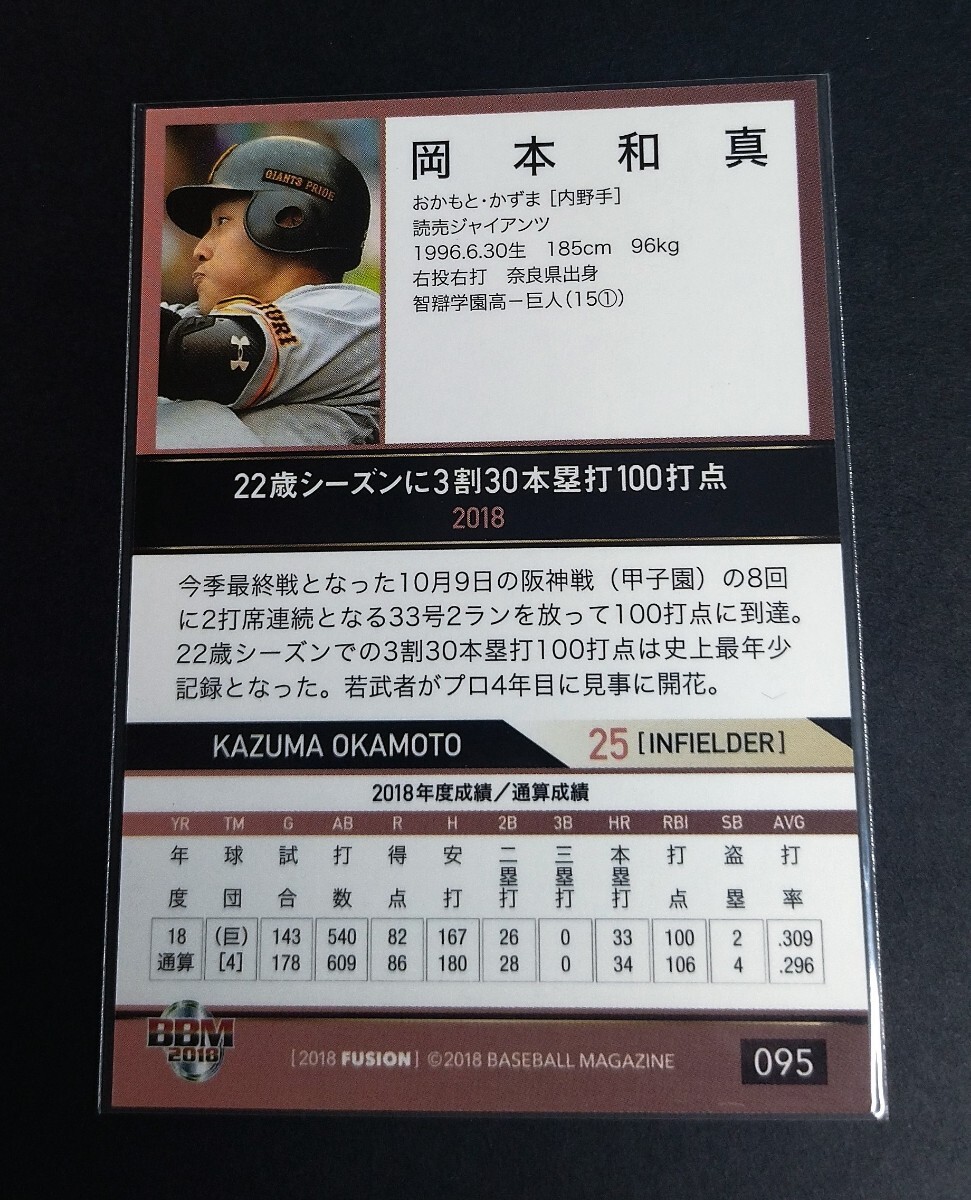 GIANTS PRIDE
岡本和真
おかもと・かずま［内野手］
読売ジャイアンツ
1996.6.30生　185cm　96kg
右投右打　奈良県出身
智辯学園高－巨人（15①）
22歳シーズンに3割30本塁打100打点
2018
今季最終戦となった10月9日の阪神戦（甲子園）の8回
に2打席連続となる33号2ランを放って100打点に到達。
22歳シーズンでの3割30本塁打100打点は史上最年少
記録となった。若武者がプロ4年目に見事に開花。
KAZUMA OKAMOTO 25 [INFIELDER]
2018年度成績／通算成績
YR TM G AB R H 2B 3B HR RBI SB AVG
年度 球団 試合 打数 得点 安打 二塁打 三塁打 本塁打 打点 盗塁 打率
18 (巨) 143 540 82 167 26 0 33 100 2 .309
通算 [4] 178 609 86 180 28 0 34 106 4 .296
BBM
2018
[2018 FUSION] ©2018 BASEBALL MAGAZINE 095